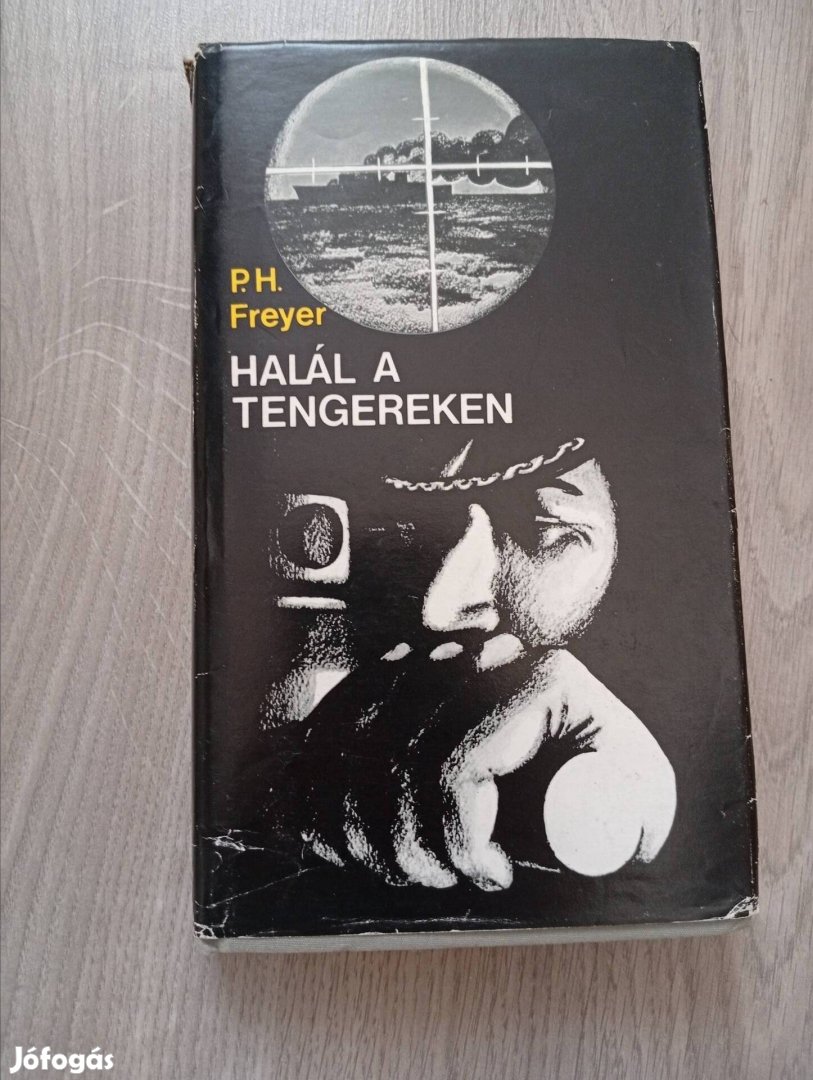 P.H.
Freyer
HALÁL A
TENGEREKEN
Jófogás